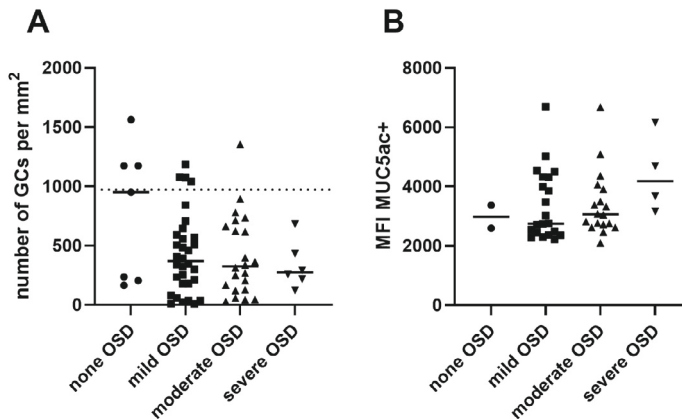 A
number of GCs per mm2
2000
1500
1000
500
0
none OSD
mild OSD
moderate OSD
severe OSD
B
MFI MUC5ac+
8000
6000
4000
2000
0
none OSD
mild OSD
moderate OSD
severe OSD